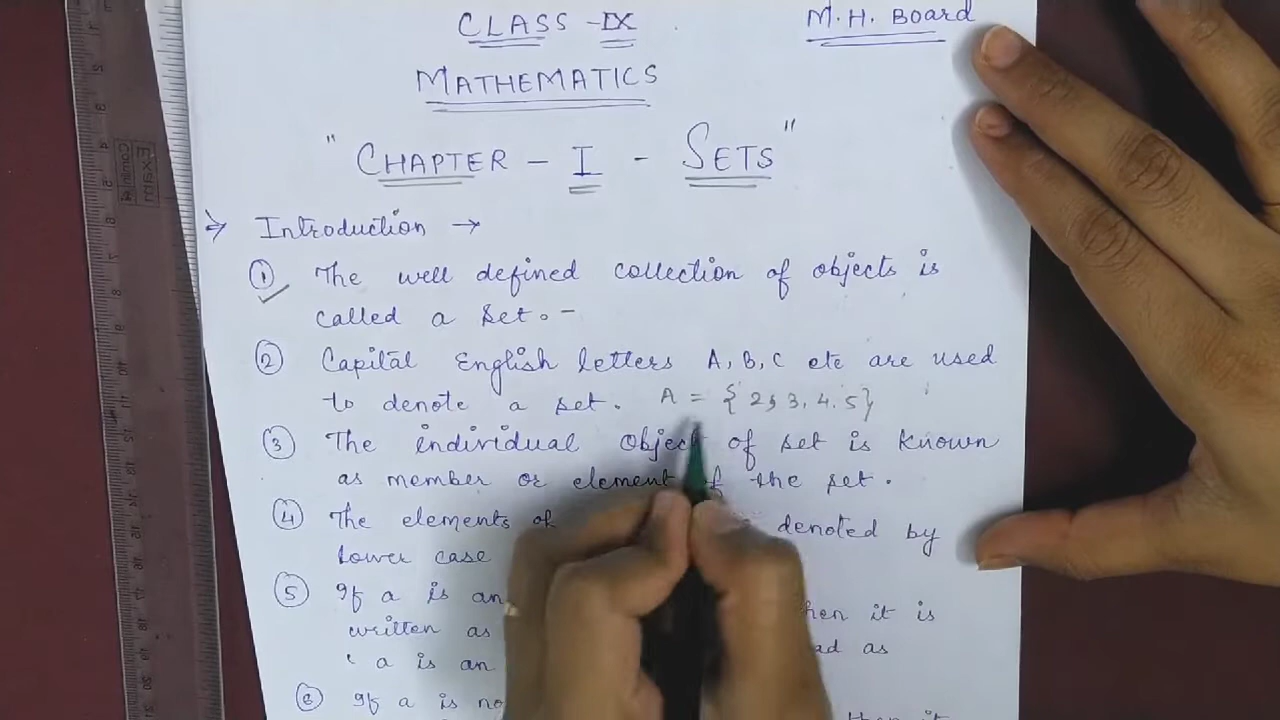 CLASS - IX
M.H. Board
MATHEMATICS
" CHAPTER - I - SETS "
⇒ Introduction →
① The well defined collection of objects is
called a set. -
② Capital English letters A, B, C etc are used
to denote a set. A = { 2, 3, 4. 5}
③ The individual object of set is known
as member or element of the set.
④ The elements of denoted by
lower case
⑤ If a is an then it is
written as as
' a is an
⑥ If a is no then it